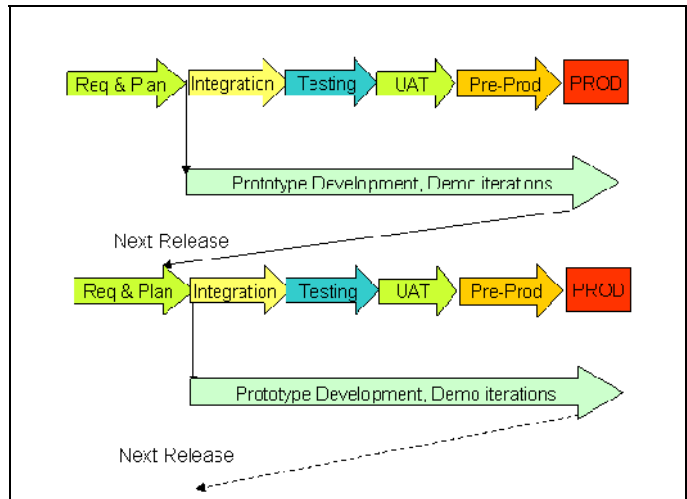 Req & Plan Integration Testing UAT Pre-Prod PROD
Prototype Development, Demo iterations
Next Release
Req & Plan Integration Testing UAT Pre-Prod PROD
Prototype Development, Demo iterations
Next Release